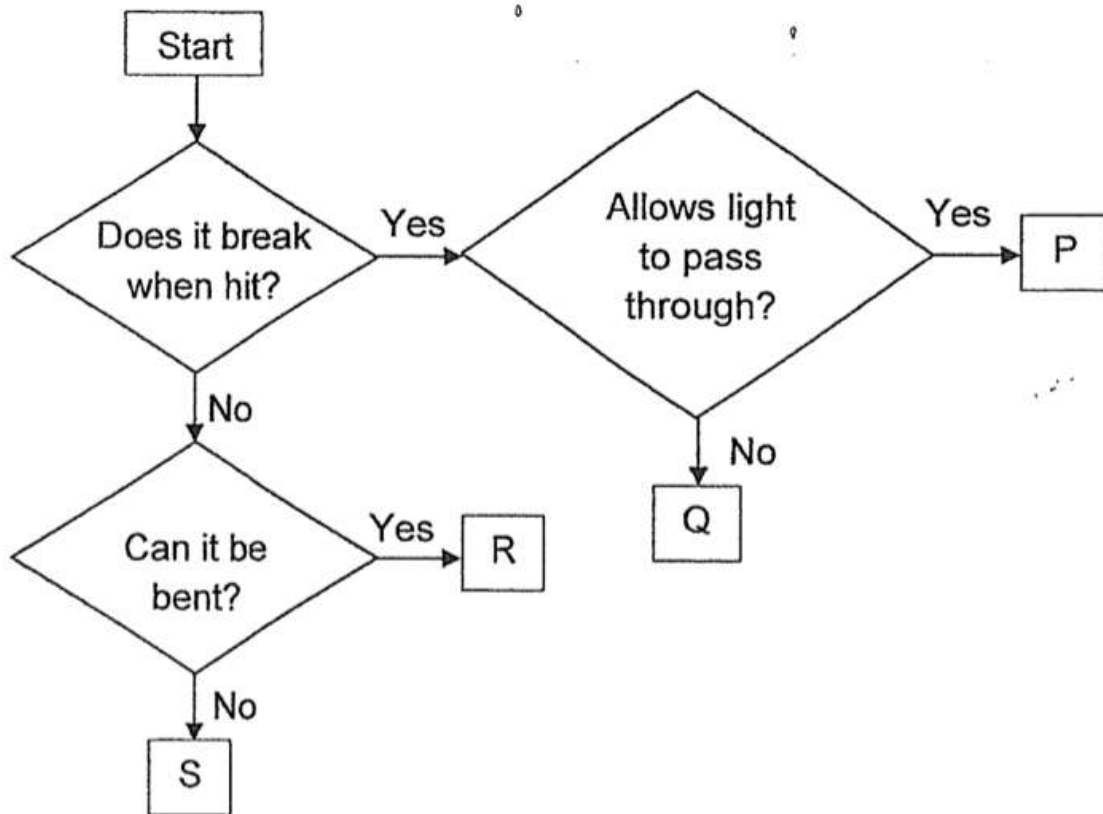 Start
Does it break
when hit?
Yes
Allows light
to pass
through?
Yes
P
No
Q
No
Can it be
bent?
Yes
R
No
S